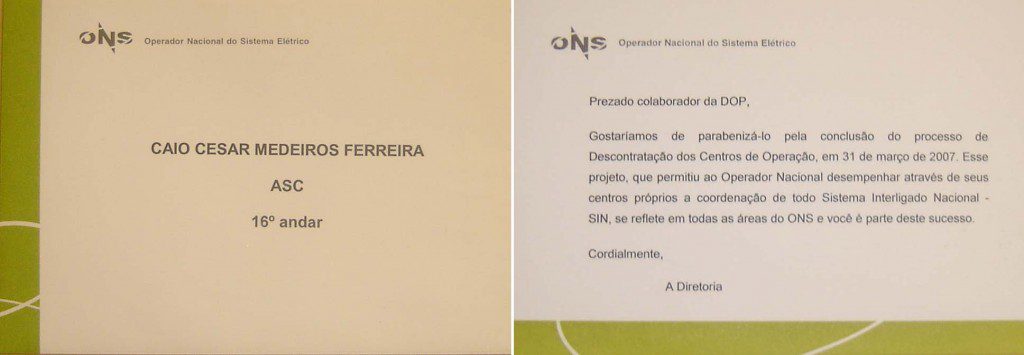 ONS Operador Nacional do Sistema Elétrico
CAIO CESAR MEDEIROS FERREIRA
ASC
16º andar
ONS Operador Nacional do Sistema Elétrico
Prezado colaborador da DOP,
Gostaríamos de parabenizá-lo pela conclusão do processo de
Descontratação dos Centros de Operação, em 31 de março de 2007. Esse
projeto, que permitiu ao Operador Nacional desempenhar através de seus
centros próprios a coordenação de todo Sistema Interligado Nacional -
SIN, se reflete em todas as áreas do ONS e você é parte deste sucesso.
Cordialmente,
A Diretoria